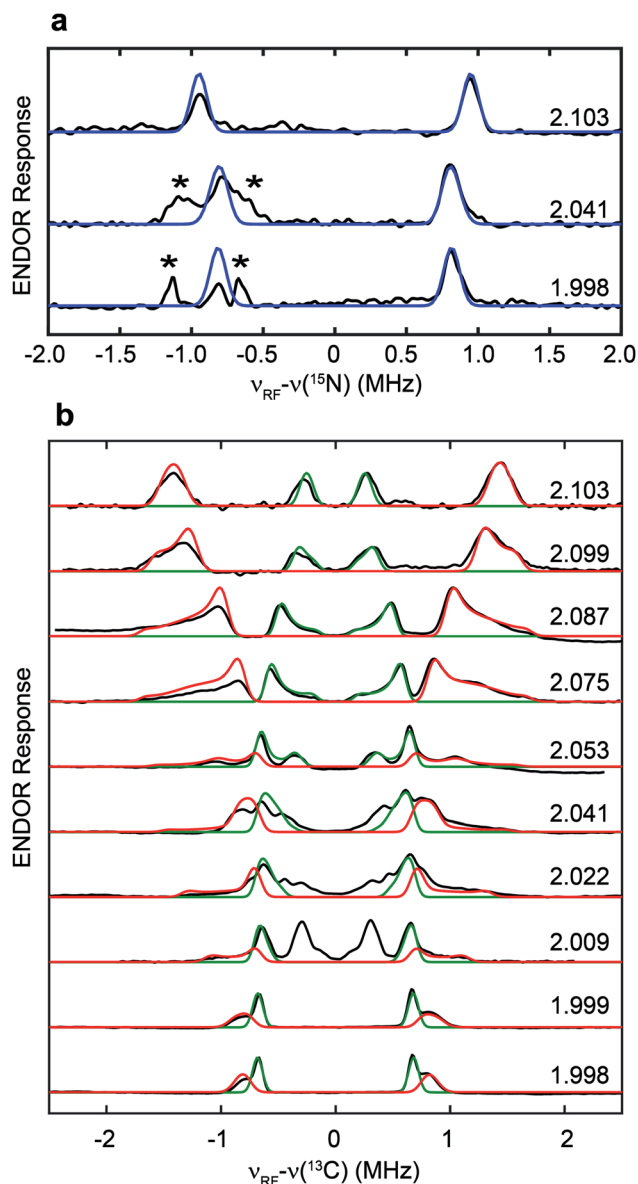 a
ENDOR Response
2.103
* *
2.041
* *
1.998
-2.0 -1.5 -1.0 -0.5 0 0.5 1.0 1.5 2.0
νRF-ν(15N) (MHz)
b
ENDOR Response
2.103
2.099
2.087
2.075
2.053
2.041
2.022
2.009
1.999
1.998
-2 -1 0 1 2
νRF-ν(13C) (MHz)